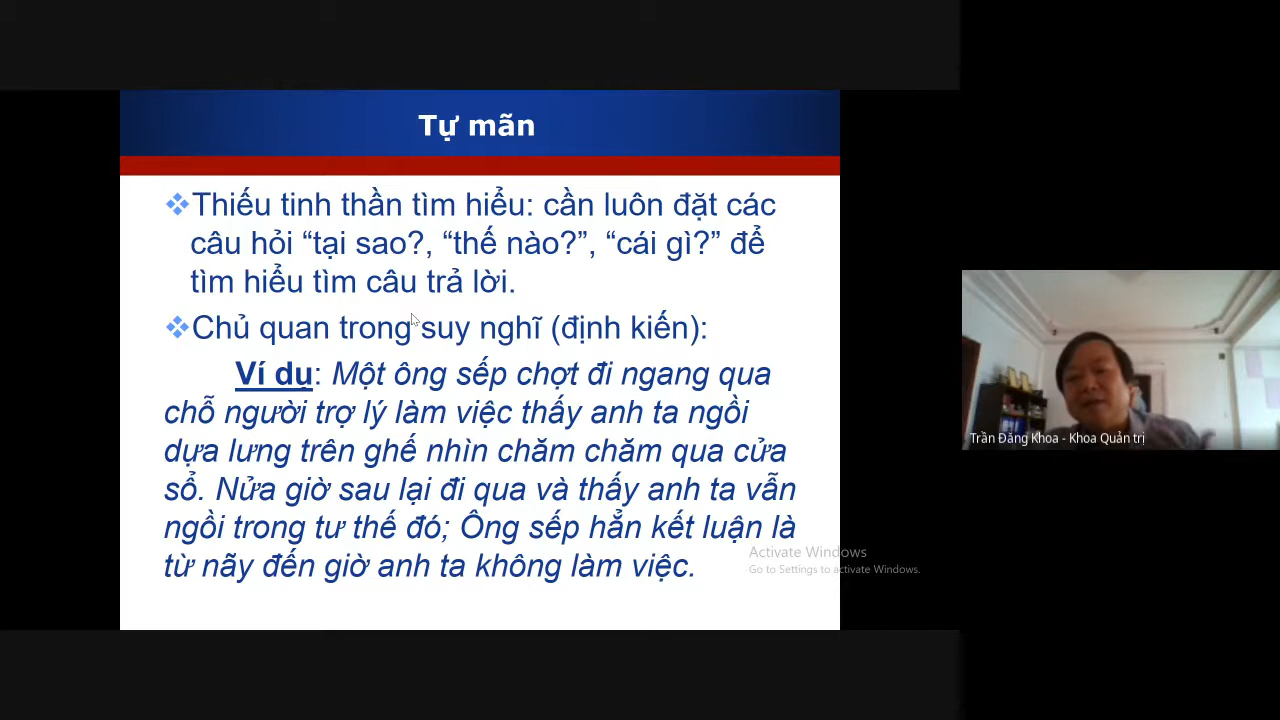 Tự mãn
Thiếu tinh thần tìm hiểu: cần luôn đặt các
câu hỏi “tại sao?, “thế nào?”, “cái gì?” để
tìm hiểu tìm câu trả lời.
Chủ quan trong suy nghĩ (định kiến):
Ví dụ: Một ông sếp chợt đi ngang qua
chỗ người trợ lý làm việc thấy anh ta ngồi
dựa lưng trên ghế nhìn chăm chăm qua cửa
sổ. Nửa giờ sau lại đi qua và thấy anh ta vẫn
ngồi trong tư thế đó; Ông sếp hẳn kết luận là
từ nãy đến giờ anh ta không làm việc.
Activate Windows
Go to Settings to activate Windows.
Trần Đăng Khoa - Khoa Quản trị